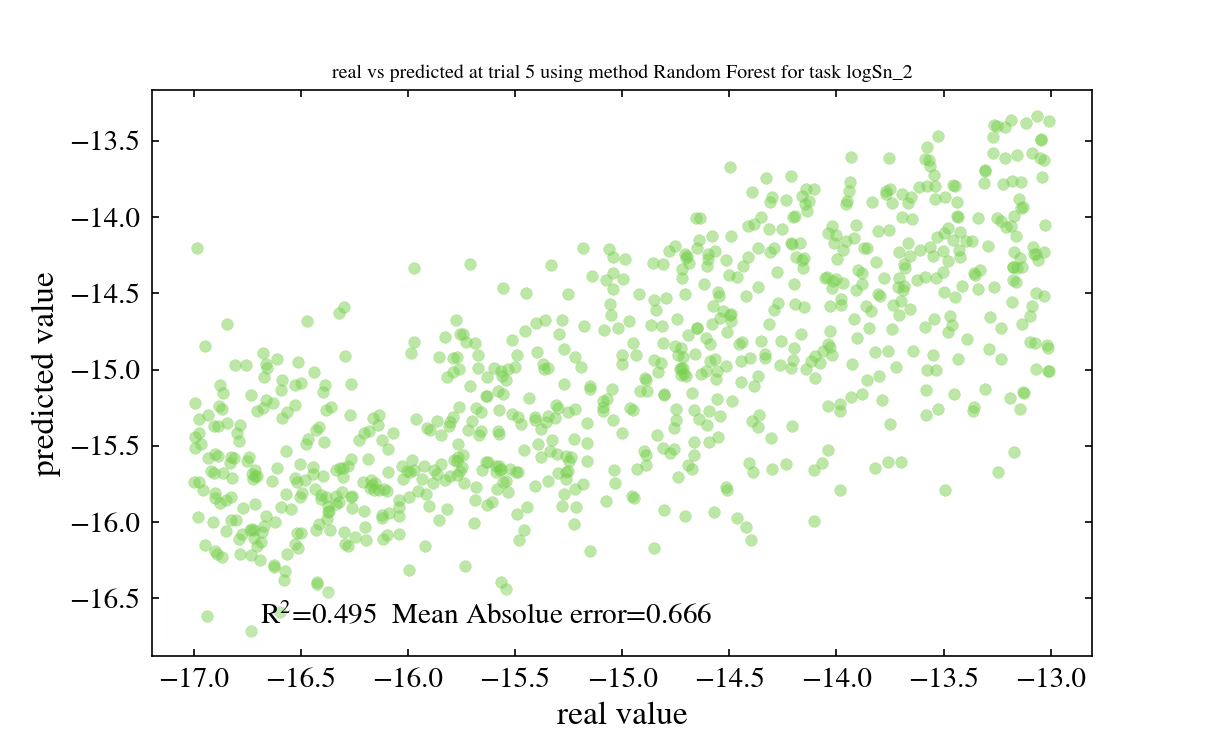 real vs predicted at trial 5 using method Random Forest for task logSn_2
predicted value
−13.5
−14.0
−14.5
−15.0
−15.5
−16.0
−16.5
R²=0.495 Mean Absolue error=0.666
−17.0 −16.5 −16.0 −15.5 −15.0 −14.5 −14.0 −13.5 −13.0
real value